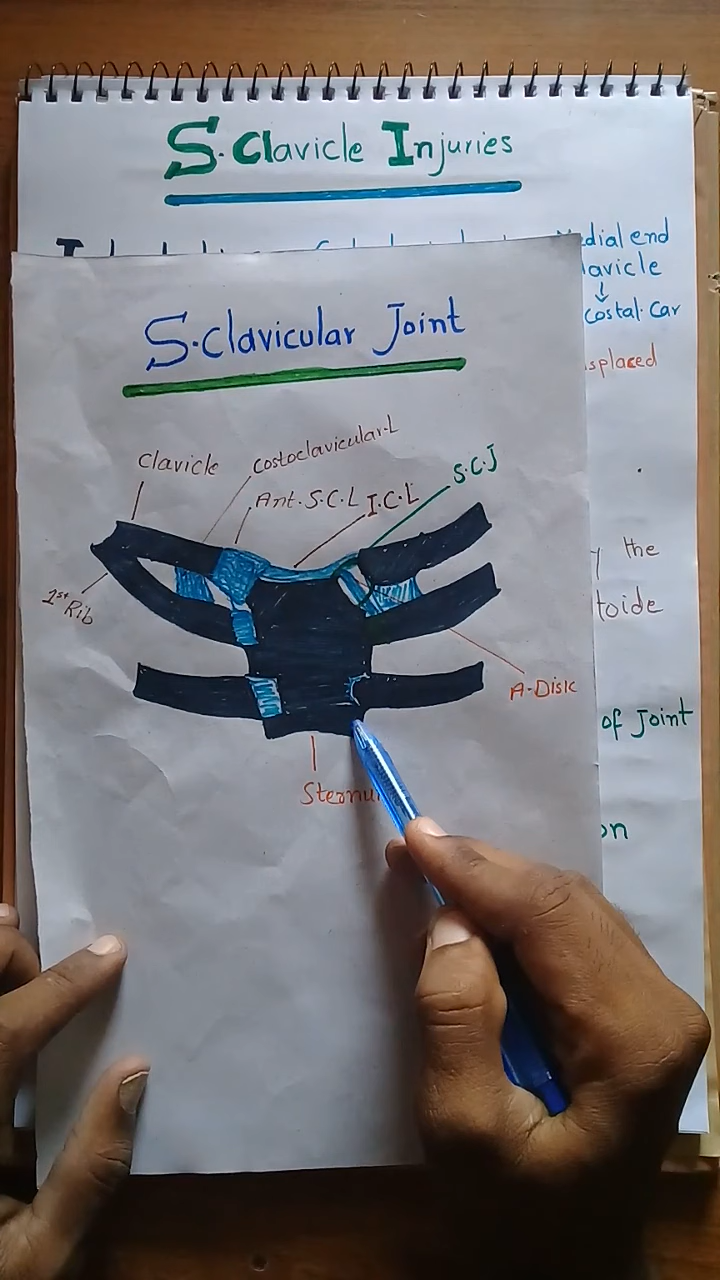 S.Clavicle Injuries
Medial end
lavicle
↓
Costal.Car
splaced
S.Clavicular Joint
Clavicle
Costoclavicular-L
Ant.S.C.L
I.C.L
S.C.J
1st Rib
y the
toide
A-Disk
of Joint
Sternu
on